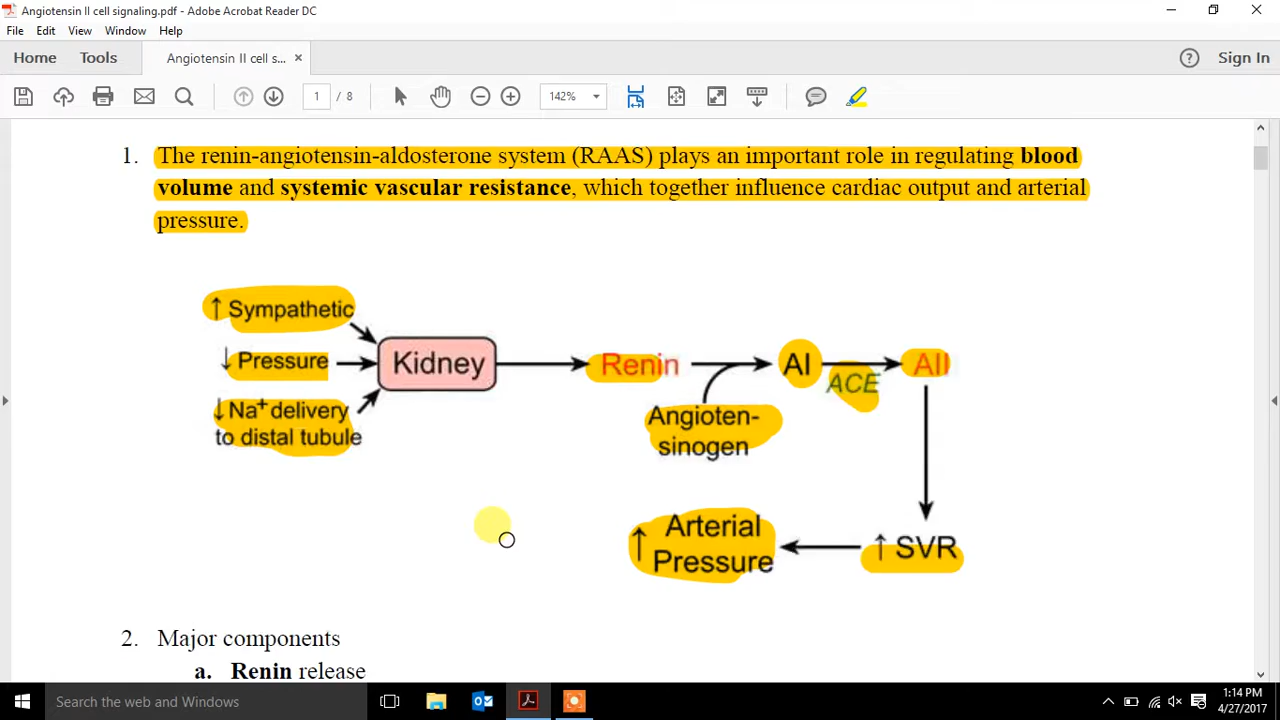 Angiotensin II cell signaling.pdf - Adobe Acrobat Reader DC
File Edit View Window Help
Home Tools Angiotensin II cell s... × Sign In
1 / 8 142%
1. The renin-angiotensin-aldosterone system (RAAS) plays an important role in regulating blood
volume and systemic vascular resistance, which together influence cardiac output and arterial
pressure.
↑ Sympathetic
↓ Pressure
↓ Na+ delivery
to distal tubule
Kidney
Renin
Angioten-
sinogen
AI
ACE
AII
↑ SVR
↑ Arterial
Pressure
2. Major components
a. Renin release
Search the web and Windows
1:14 PM
4/27/2017